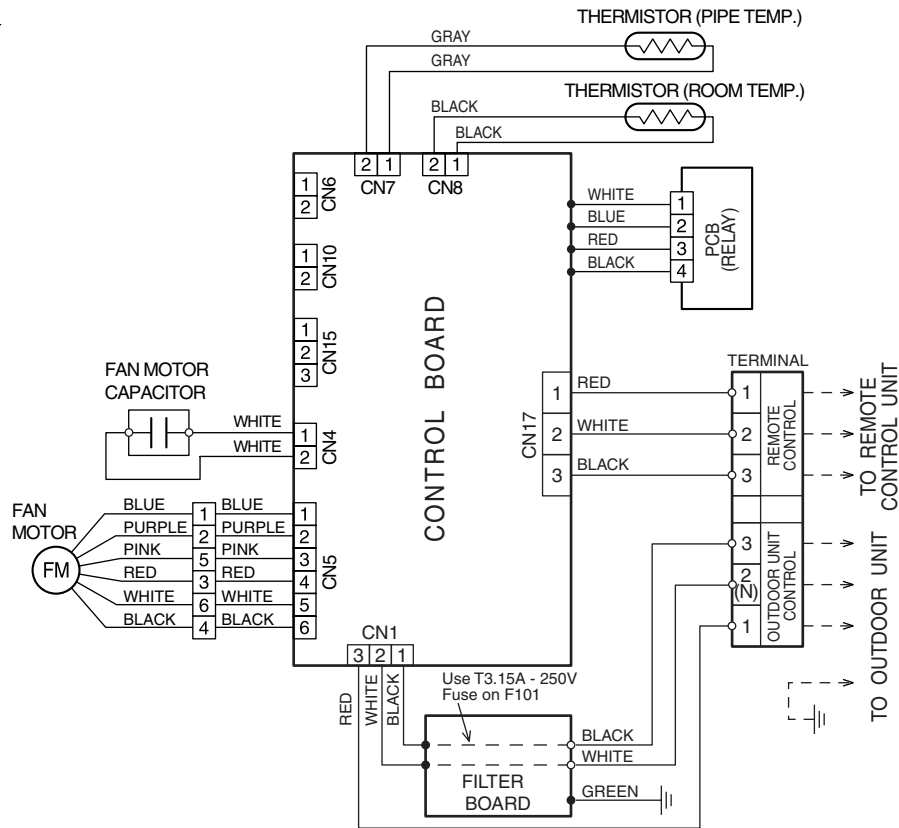 THERMISTOR (PIPE TEMP.)
GRAY
GRAY
THERMISTOR (ROOM TEMP.)
BLACK
BLACK
2 1
CN7
2 1
CN8
1
2
CN6
1
2
CN10
1
2
3
CN15
WHITE
BLUE
RED
BLACK
1
2
3
4
PCB
(RELAY)
CONTROL BOARD
FAN MOTOR
CAPACITOR
WHITE
WHITE
1
2
CN4
CN17
1 RED
2 WHITE
3 BLACK
TERMINAL
1
2
3
REMOTE
CONTROL
TO REMOTE
CONTROL UNIT
3
2
(N)
1
OUTDOOR UNIT
CONTROL
TO OUTDOOR UNIT
FAN
MOTOR
FM
BLUE 1 BLUE 1
PURPLE 2 PURPLE 2
PINK 5 PINK 3
RED 3 RED 4
WHITE 6 WHITE 5
BLACK 4 BLACK 6
CN5
CN1
3 2 1
RED
WHITE
BLACK
Use T3.15A - 250V
Fuse on F101
FILTER
BOARD
BLACK
WHITE
GREEN